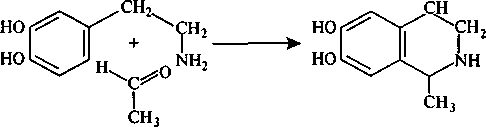 CH₂ CH
HO CH₂ HO CH₂
+
HO NH₂ HO NH
H O
CH₃ CH₃